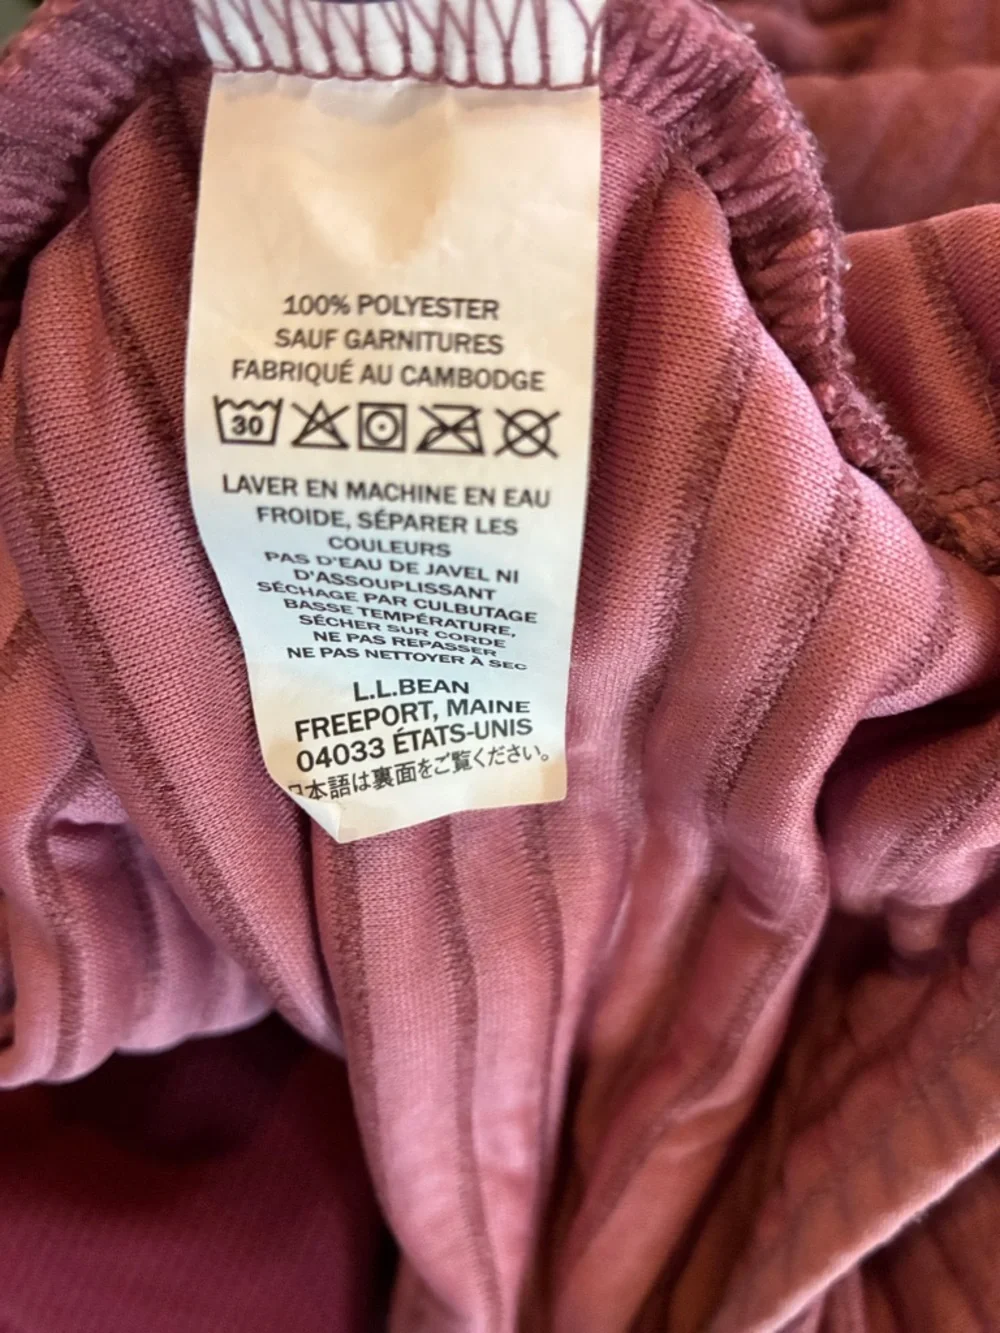 100% POLYESTER
SAUF GARNITURES
FABRIQUÉ AU CAMBODGE
30
LAVER EN MACHINE EN EAU
FROIDE, SÉPARER LES
COULEURS
PAS D'EAU DE JAVEL NI
D'ASSOUPLISSANT
SÉCHAGE PAR CULBUTAGE
BASSE TEMPÉRATURE,
SÉCHER SUR CORDE
NE PAS REPASSER
NE PAS NETTOYER À SEC
L.L.BEAN
FREEPORT, MAINE
04033 ÉTATS-UNIS
日本語は裏面をご覧ください。